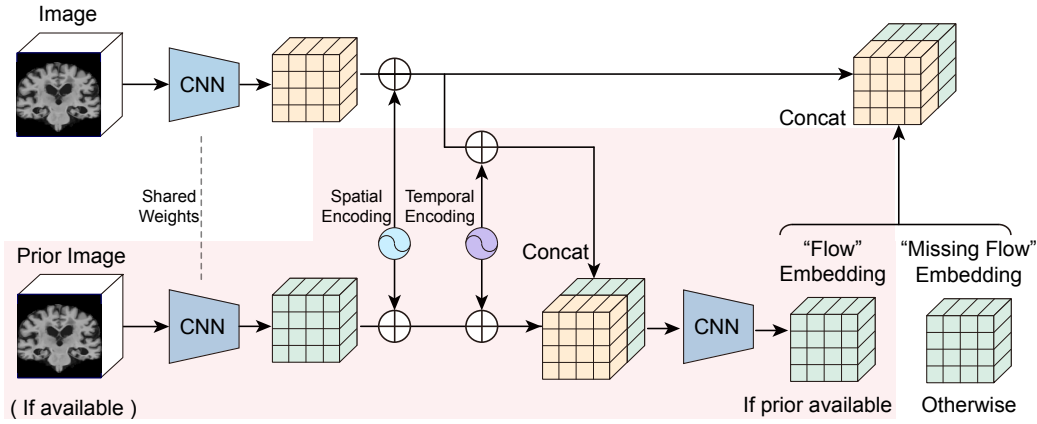 Image
CNN
Concat
Shared
Weights
Spatial
Encoding
Temporal
Encoding
Prior Image
CNN
( If available )
Concat
CNN
“Flow”
Embedding
If prior available
“Missing Flow”
Embedding
Otherwise